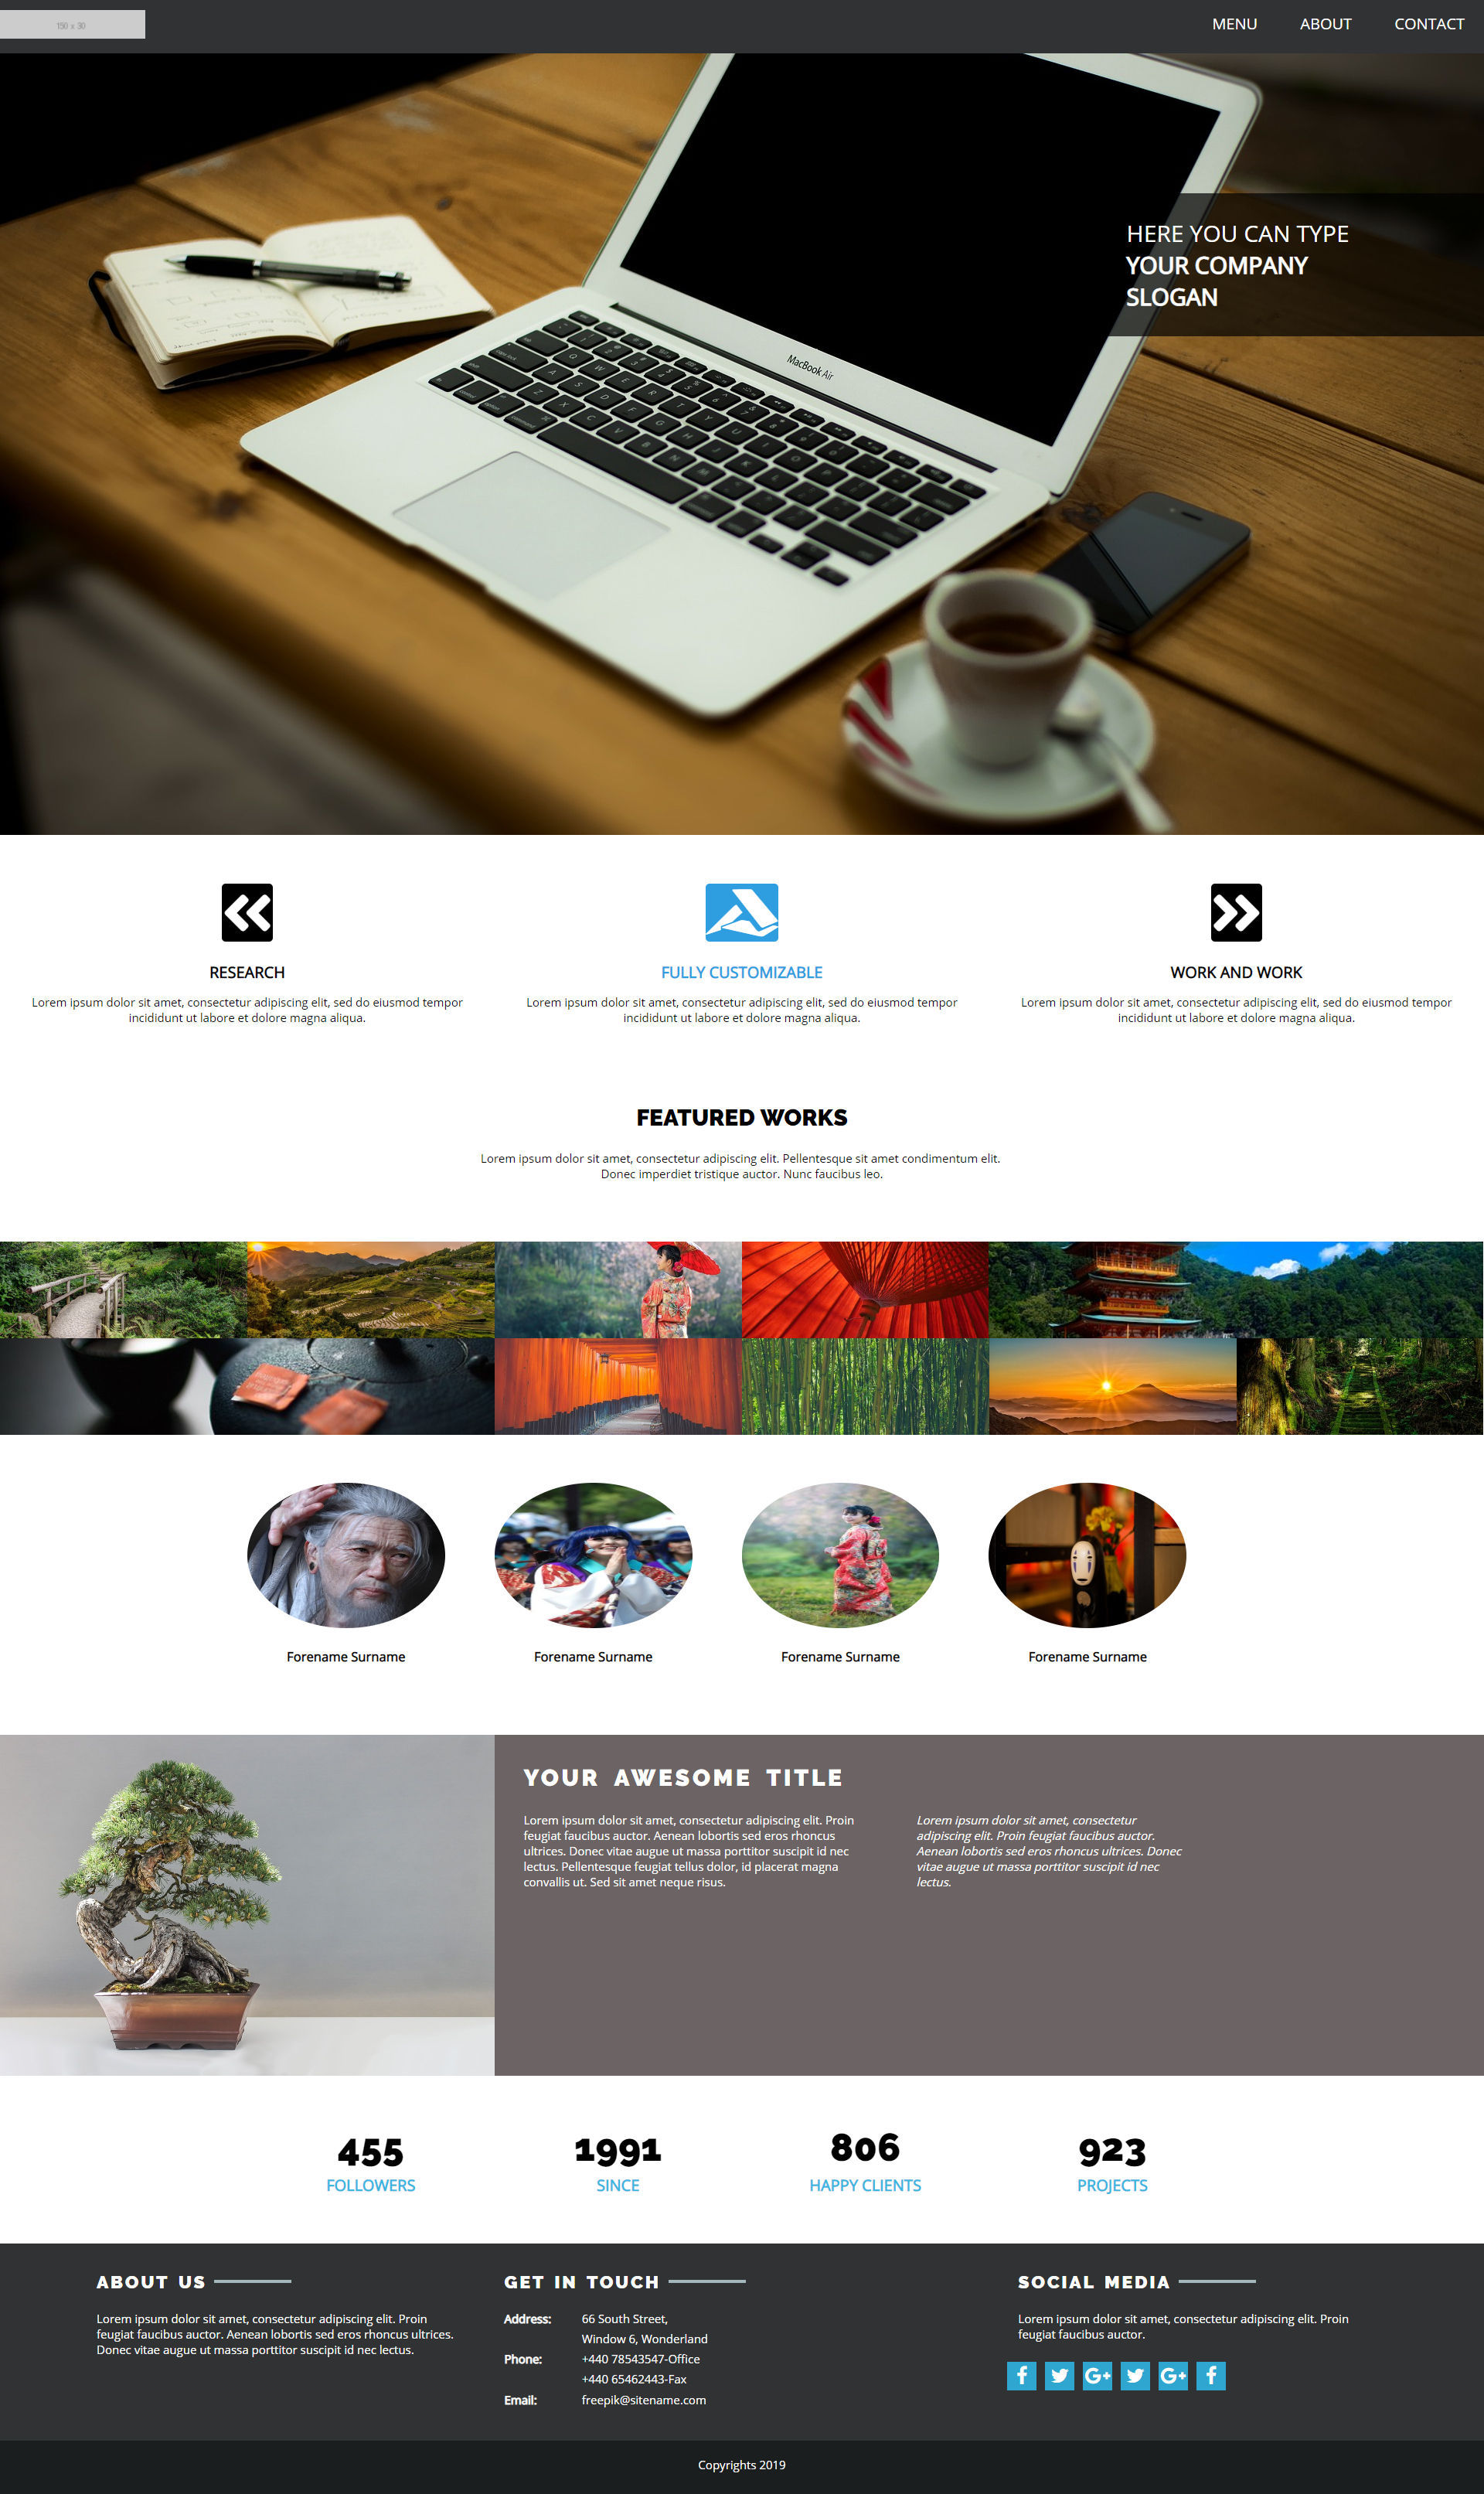 150 x 30
MENU
ABOUT
CONTACT
HERE YOU CAN TYPE
YOUR COMPANY
SLOGAN
MacBook Air
RESEARCH
Lorem ipsum dolor sit amet, consectetur adipiscing elit, sed do eiusmod tempor
incididunt ut labore et dolore magna aliqua.
FULLY CUSTOMIZABLE
Lorem ipsum dolor sit amet, consectetur adipiscing elit, sed do eiusmod tempor
incididunt ut labore et dolore magna aliqua.
WORK AND WORK
Lorem ipsum dolor sit amet, consectetur adipiscing elit, sed do eiusmod tempor
incididunt ut labore et dolore magna aliqua.
FEATURED WORKS
Lorem ipsum dolor sit amet, consectetur adipiscing elit. Pellentesque sit amet condimentum elit.
Donec imperdiet tristique auctor. Nunc faucibus leo.
Forename Surname
Forename Surname
Forename Surname
Forename Surname
YOUR AWESOME TITLE
Lorem ipsum dolor sit amet, consectetur adipiscing elit. Proin
feugiat faucibus auctor. Aenean lobortis sed eros rhoncus
ultrices. Donec vitae augue ut massa porttitor suscipit id nec
lectus. Pellentesque feugiat tellus dolor, id placerat magna
convallis ut. Sed sit amet neque risus.
Lorem ipsum dolor sit amet, consectetur
adipiscing elit. Proin feugiat faucibus auctor.
Aenean lobortis sed eros rhoncus ultrices. Donec
vitae augue ut massa porttitor suscipit id nec
lectus.
455
FOLLOWERS
1991
SINCE
806
HAPPY CLIENTS
923
PROJECTS
ABOUT US
Lorem ipsum dolor sit amet, consectetur adipiscing elit. Proin
feugiat faucibus auctor. Aenean lobortis sed eros rhoncus ultrices.
Donec vitae augue ut massa porttitor suscipit id nec lectus.
GET IN TOUCH
Address: 66 South Street,
Window 6, Wonderland
Phone: +440 78543547-Office
+440 65462443-Fax
Email: freepik@sitename.com
SOCIAL MEDIA
Lorem ipsum dolor sit amet, consectetur adipiscing elit. Proin
feugiat faucibus auctor.
Copyrights 2019